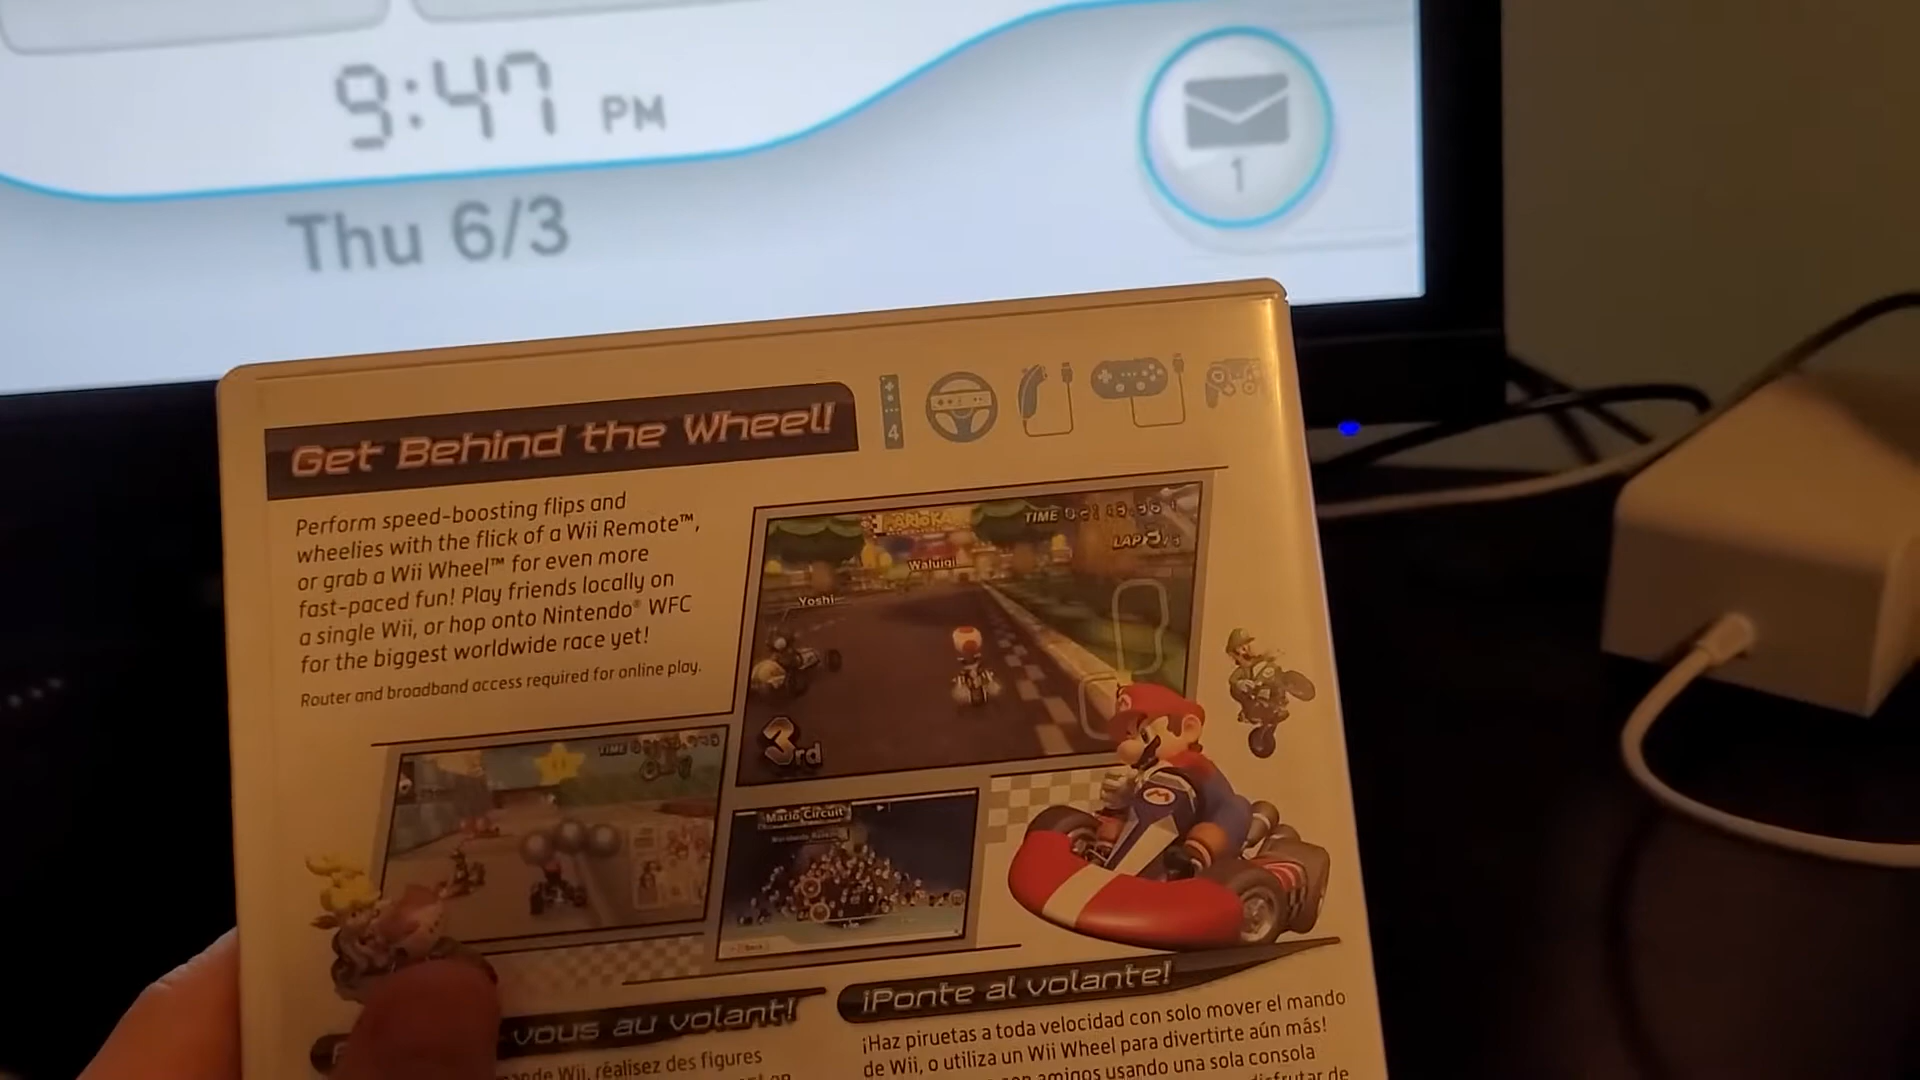 9:47 PM
1
Thu 6/3
Get Behind the Wheel!
4
Perform speed-boosting flips and
wheelies with the flick of a Wii Remote™,
or grab a Wii Wheel™ for even more
fast-paced fun! Play friends locally on
a single Wii, or hop onto Nintendo® WFC
for the biggest worldwide race yet!
Router and broadband access required for online play.
TIME
LAP
Waluigi
Yoshi
3rd
TIME
Mario Circuit
vous au volant!
¡Ponte al volante!
Wii, réalisez des figures
¡Haz piruetas a toda velocidad con solo mover el mando
de Wii, o utiliza un Wii Wheel para divertirte aún más!
amigos usando una sola consola
disfrutar de